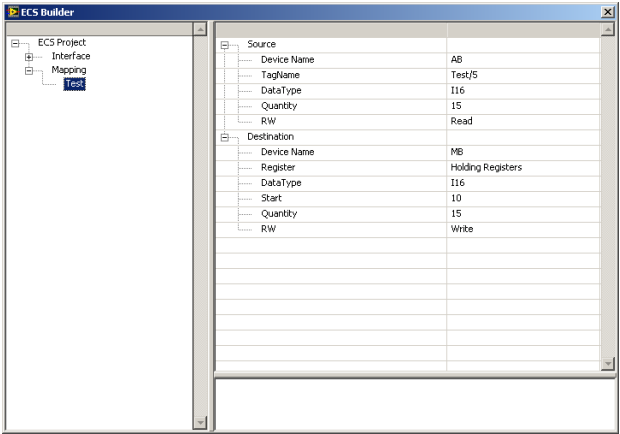 ECS Builder
ECS Project
Interface
Mapping
Test
Source
Device Name AB
TagName Test/5
DataType I16
Quantity 15
RW Read
Destination
Device Name MB
Register Holding Registers
DataType I16
Start 10
Quantity 15
RW Write